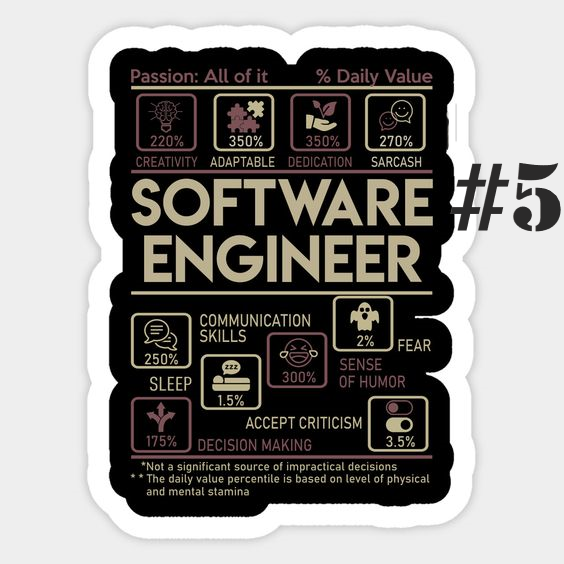 Passion: All of it % Daily Value
220% 350% 350% 270%
CREATIVITY ADAPTABLE DEDICATION SARCASH
SOFTWARE #5
ENGINEER
COMMUNICATION
SKILLS
250%
2%
FEAR
SLEEP
zzz
1.5%
300%
SENSE
OF HUMOR
ACCEPT CRITICISM
3.5%
175%
DECISION MAKING
*Not a significant source of impractical decisions
* * The daily value percentile is based on level of physical
and mental stamina